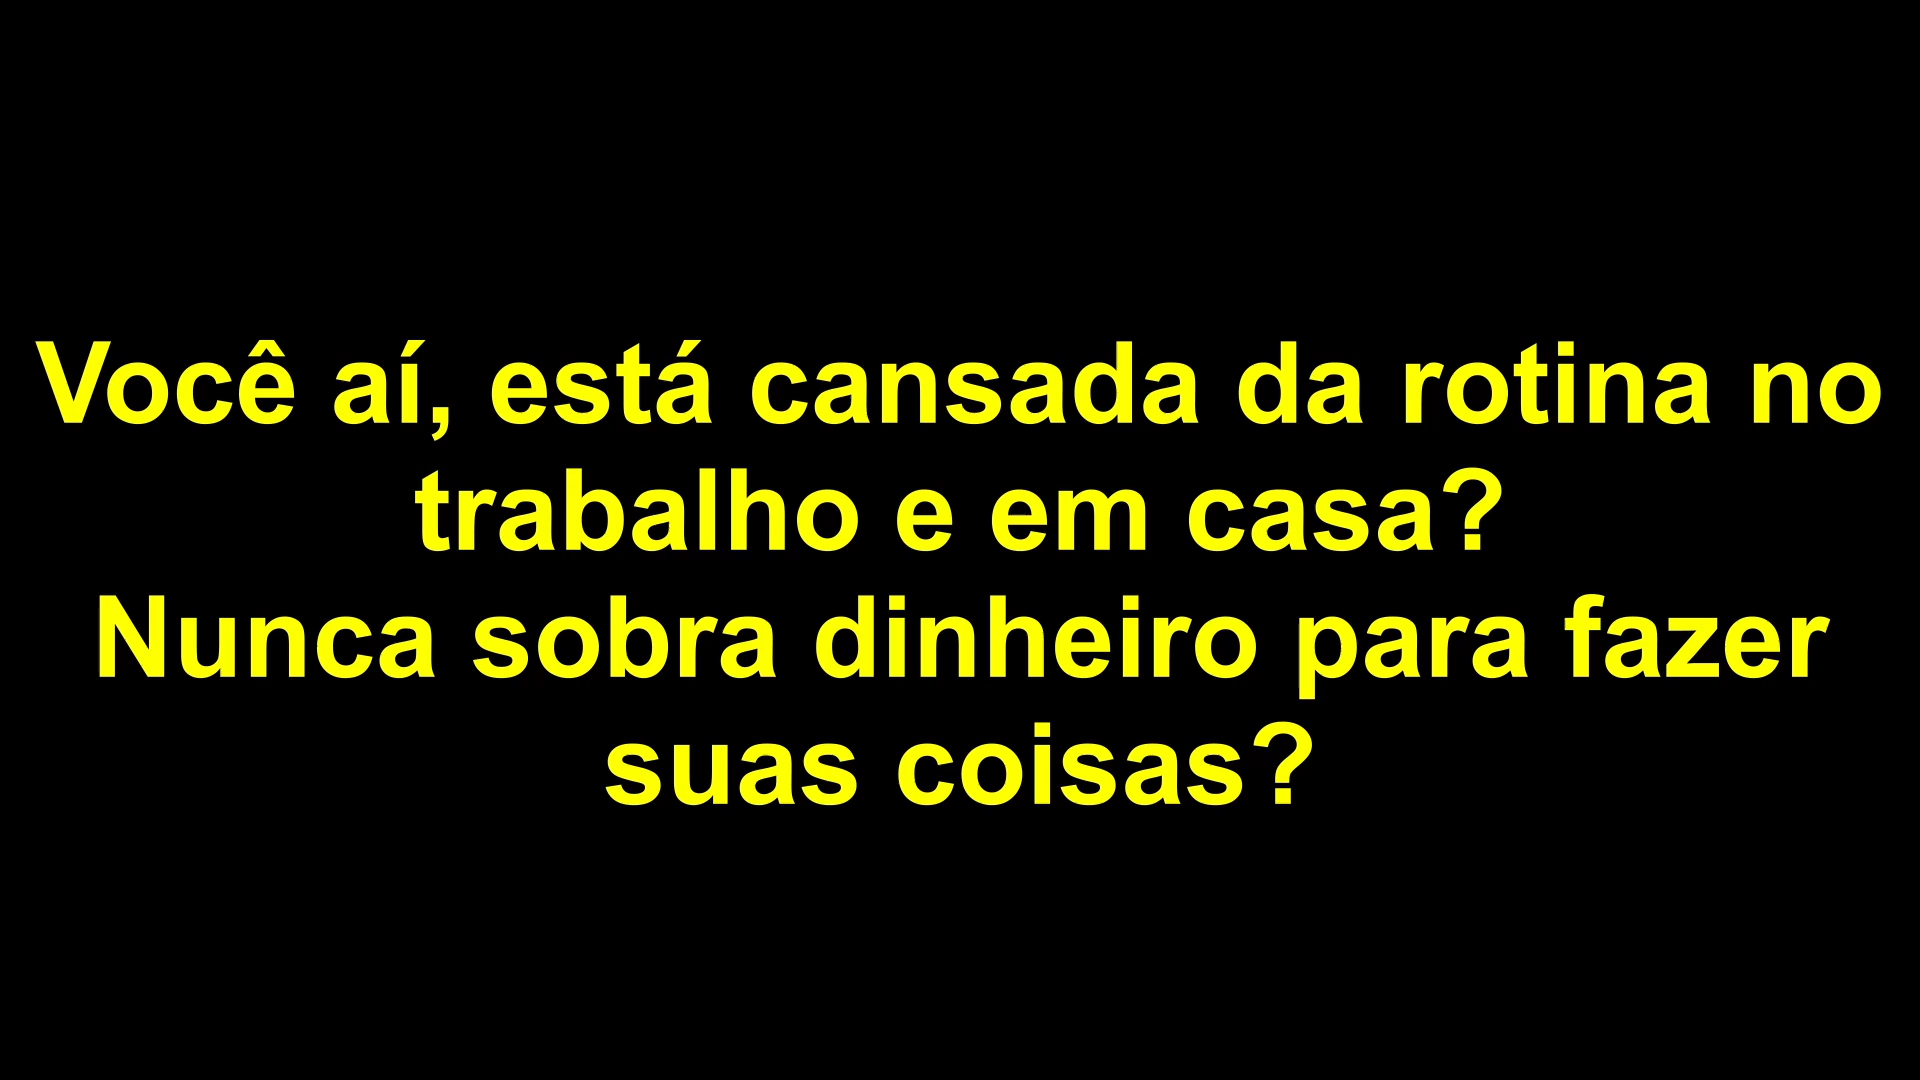 Você aí, está cansada da rotina no
trabalho e em casa?
Nunca sobra dinheiro para fazer
suas coisas?